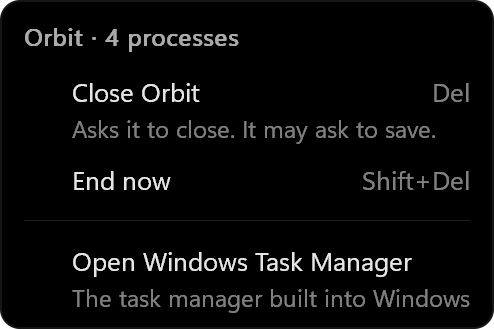 Orbit · 4 processes
Close Orbit Del
Asks it to close. It may ask to save.
End now Shift+Del
Open Windows Task Manager
The task manager built into Windows